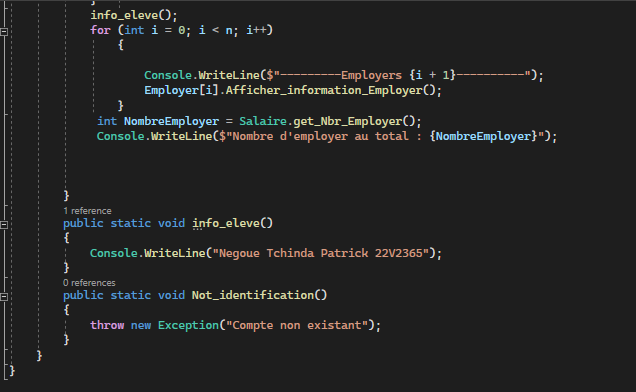 }
info_eleve();
for (int i = 0; i < n; i++)
{
Console.WriteLine($"---------Employers {i + 1}----------");
Employer[i].Afficher_information_Employer();
}
int NombreEmployer = Salaire.get_Nbr_Employer();
Console.WriteLine($"Nombre d'employer au total : {NombreEmployer}");
}
1 reference
public static void info_eleve()
{
Console.WriteLine("Negoue Tchinda Patrick 22V2365");
}
0 references
public static void Not_identification()
{
throw new Exception("Compte non existant");
}
}
}